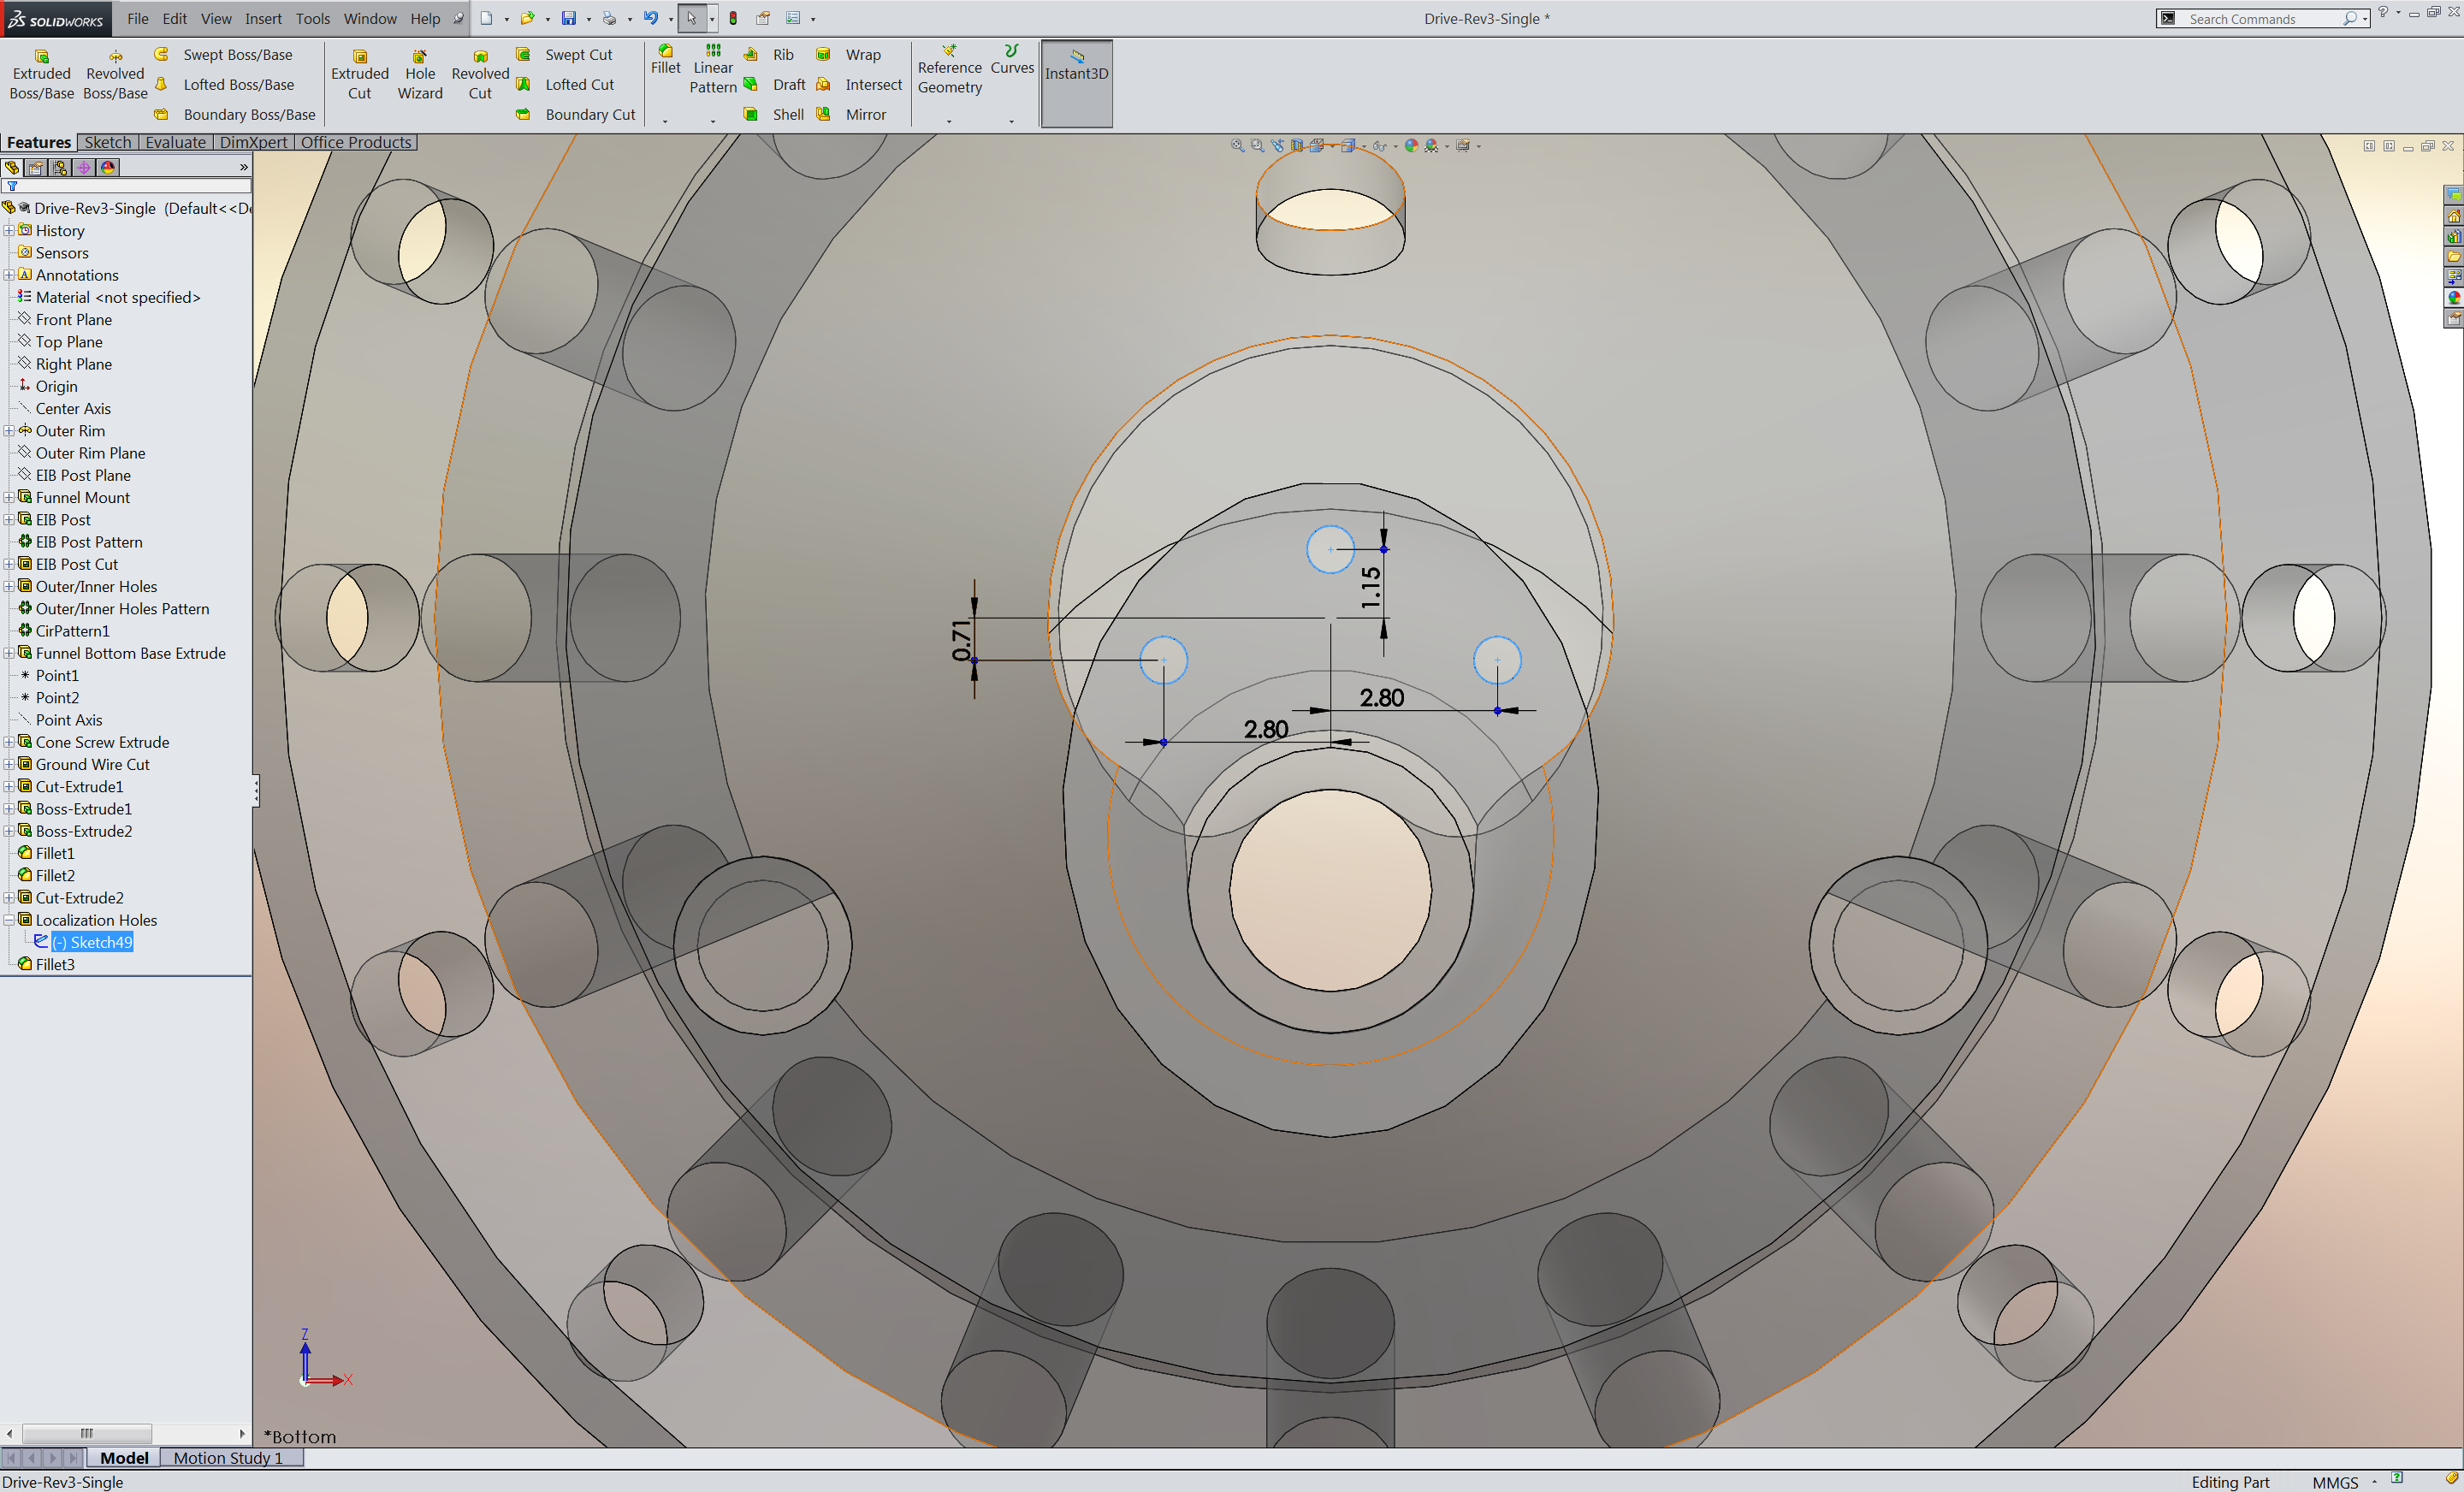 SOLIDWORKS File Edit View Insert Tools Window Help Drive-Rev3-Single * Search Commands
Extruded Boss/Base
Revolved Boss/Base
Swept Boss/Base
Lofted Boss/Base
Boundary Boss/Base
Extruded Cut
Hole Wizard
Revolved Cut
Swept Cut
Lofted Cut
Boundary Cut
Fillet
Linear Pattern
Rib
Draft
Shell
Wrap
Intersect
Mirror
Reference Geometry
Curves
Instant3D
Features Sketch Evaluate DimXpert Office Products
Drive-Rev3-Single (Default<<De
History
Sensors
Annotations
Material <not specified>
Front Plane
Top Plane
Right Plane
Origin
Center Axis
Outer Rim
Outer Rim Plane
EIB Post Plane
Funnel Mount
EIB Post
EIB Post Pattern
EIB Post Cut
Outer/Inner Holes
Outer/Inner Holes Pattern
CirPattern1
Funnel Bottom Base Extrude
Point1
Point2
Point Axis
Cone Screw Extrude
Ground Wire Cut
Cut-Extrude1
Boss-Extrude1
Boss-Extrude2
Fillet1
Fillet2
Cut-Extrude2
Localization Holes
(-) Sketch49
Fillet3
1.15
0.71
2.80
2.80
Z
X
*Bottom
Model Motion Study 1
Drive-Rev3-Single Editing Part MMGS